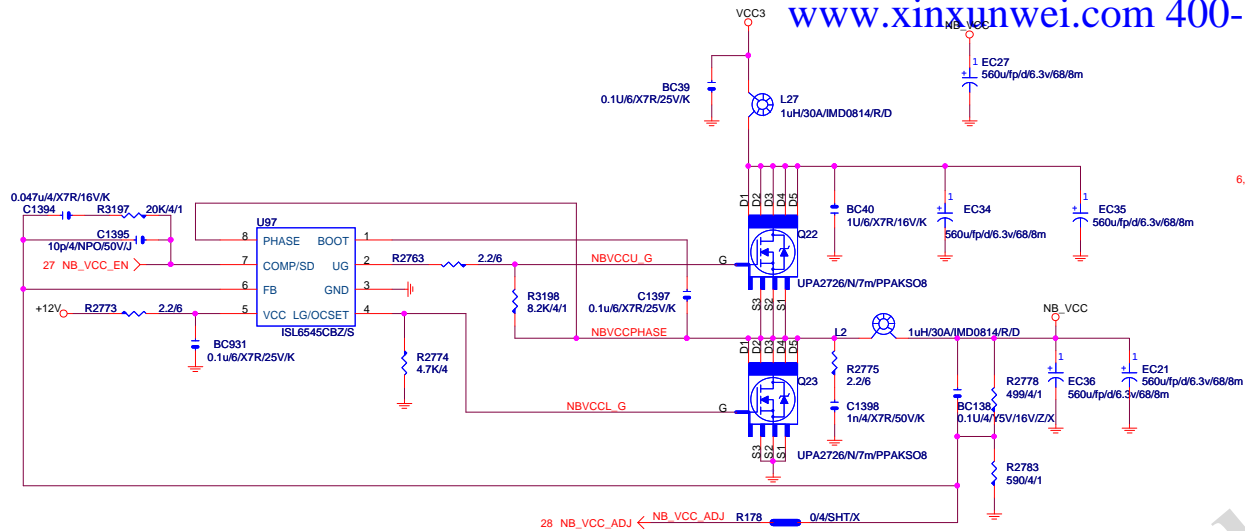 www.xinxunwei.com 400-
VCC3
NB_VCC
1 EC27
560u/fp/d/6.3v/68/8m
+
BC39
0.1U/6/X7R/25V/K
L27
1uH/30A/IMD0814/R/D
6,
0.047u/4/X7R/16V/K
C1394 R3197 20K/4/1
C1395
10p/4/NPO/50V/J
27 NB_VCC_EN
U97
8 PHASE BOOT 1
7 COMP/SD UG 2
6 FB GND 3
5 VCC LG/OCSET 4
ISL6545CBZ/S
+12V R2773 2.2/6
BC931
0.1u/6/X7R/25V/K
R2763 2.2/6
NBVCCU_G
R3198
8.2K/4/1
C1397
0.1u/6/X7R/25V/K
NBVCCPHASE
R2774
4.7K/4
NBVCCL_G
D1 D2 D3 D4 D5
Q22
G
S3 S2 S1
UPA2726/N/7m/PPAKSO8
BC40
1U/6/X7R/16V/K
1
+
EC34
560u/fp/d/6.3v/68/8m
1
+
EC35
560u/fp/d/6.3v/68/8m
L2
1uH/30A/IMD0814/R/D
NB_VCC
D1 D2 D3 D4 D5
Q23
G
S3 S2 S1
UPA2726/N/7m/PPAKSO8
R2775
2.2/6
C1398
1n/4/X7R/50V/K
BC138
0.1U/4/Y5V/16V/Z/X
R2778
499/4/1
1
+
EC36
560u/fp/d/6.3v/68/8m
1
+
EC21
560u/fp/d/6.3v/68/8m
R2783
590/4/1
28 NB_VCC_ADJ NB_VCC_ADJ R178 0/4/SHT/X